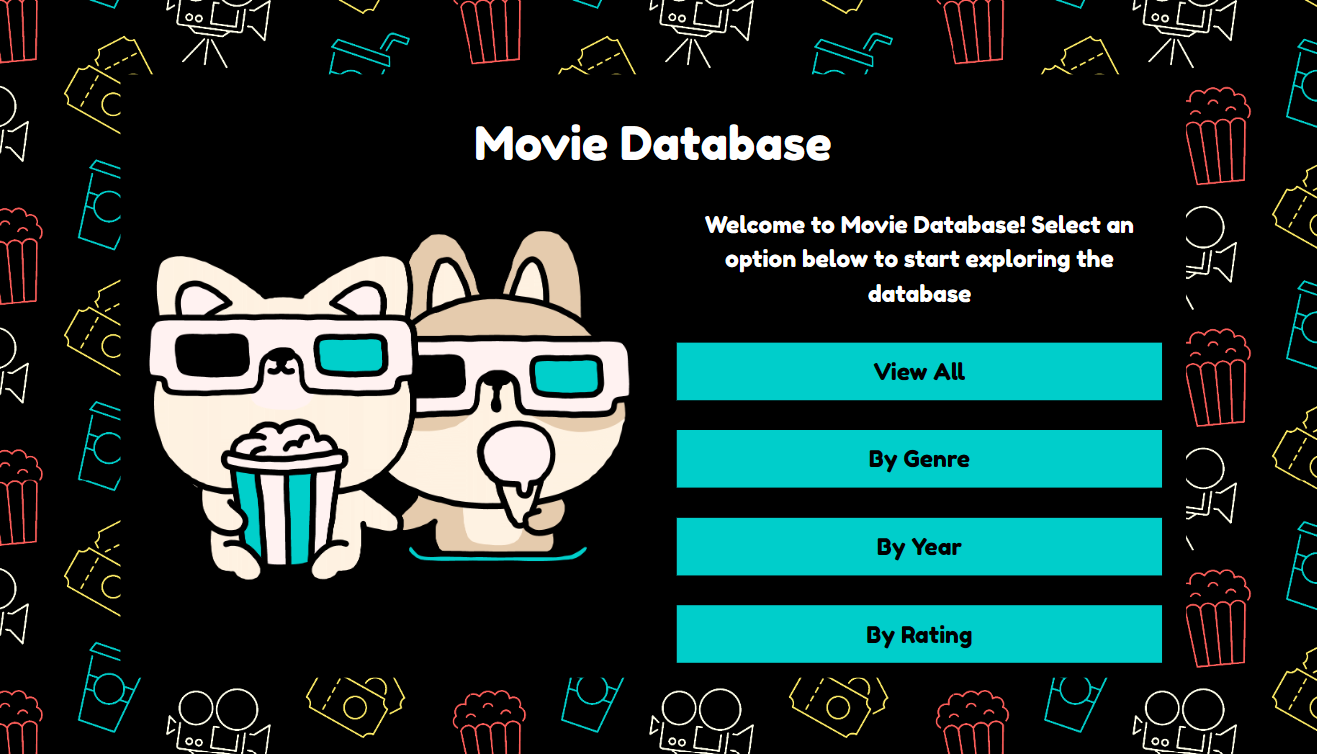 Movie Database
Welcome to Movie Database! Select an
option below to start exploring the
database
View All
By Genre
By Year
By Rating